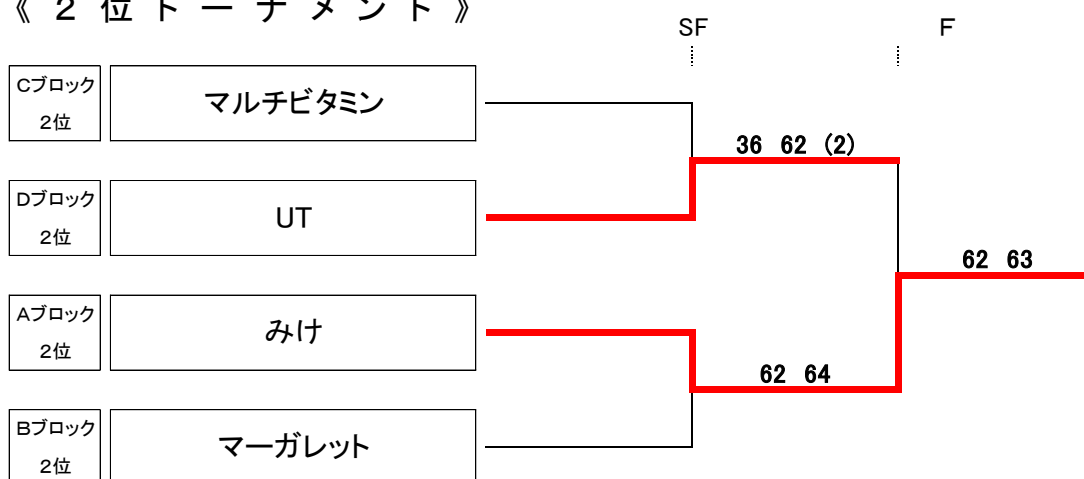 《２位トーナメント》
SF
F
Cブロック
2位
マルチビタミン
36 62 (2)
Dブロック
2位
UT
62 63
Aブロック
2位
みけ
62 64
Bブロック
2位
マーガレット